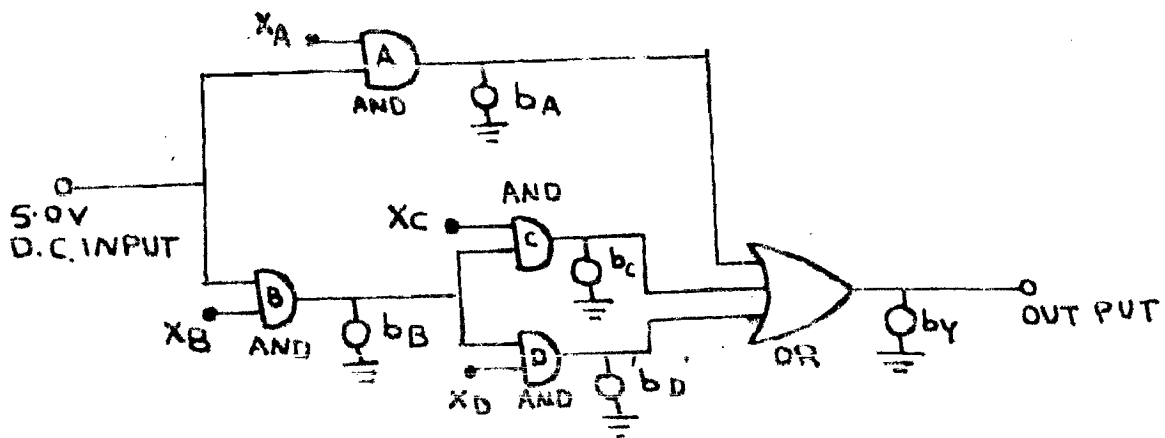 XA
A
AND
bA
5.0V
D.C. INPUT
AND
XC
C
bc
B
XB
AND
bB
D
XD
AND
bD
OR
by
OUT PUT